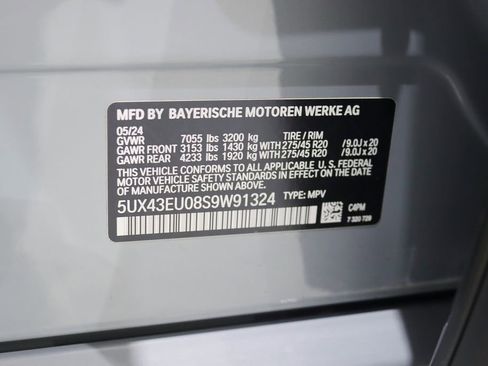 MFD BY BAYERISCHE MOTOREN WERKE AG
05/24
GVWR 7055 lbs 3200 kg TIRE / RIM
GAWR FRONT 3153 lbs 1430 kg WITH 275/45 R20 /9.0J x 20
GAWR REAR 4233 lbs 1920 kg WITH 275/45 R20 /9.0J x 20
THIS VEHICLE CONFORMS TO ALL APPLICABLE U. S. FEDERAL
MOTOR VEHICLE SAFETY STANDARDS IN EFFECT ON THE DATE OF
MANUFACTURE SHOWN ABOVE.
5UX43EU08S9W91324 TYPE: MPV
C4PM
7 320 729